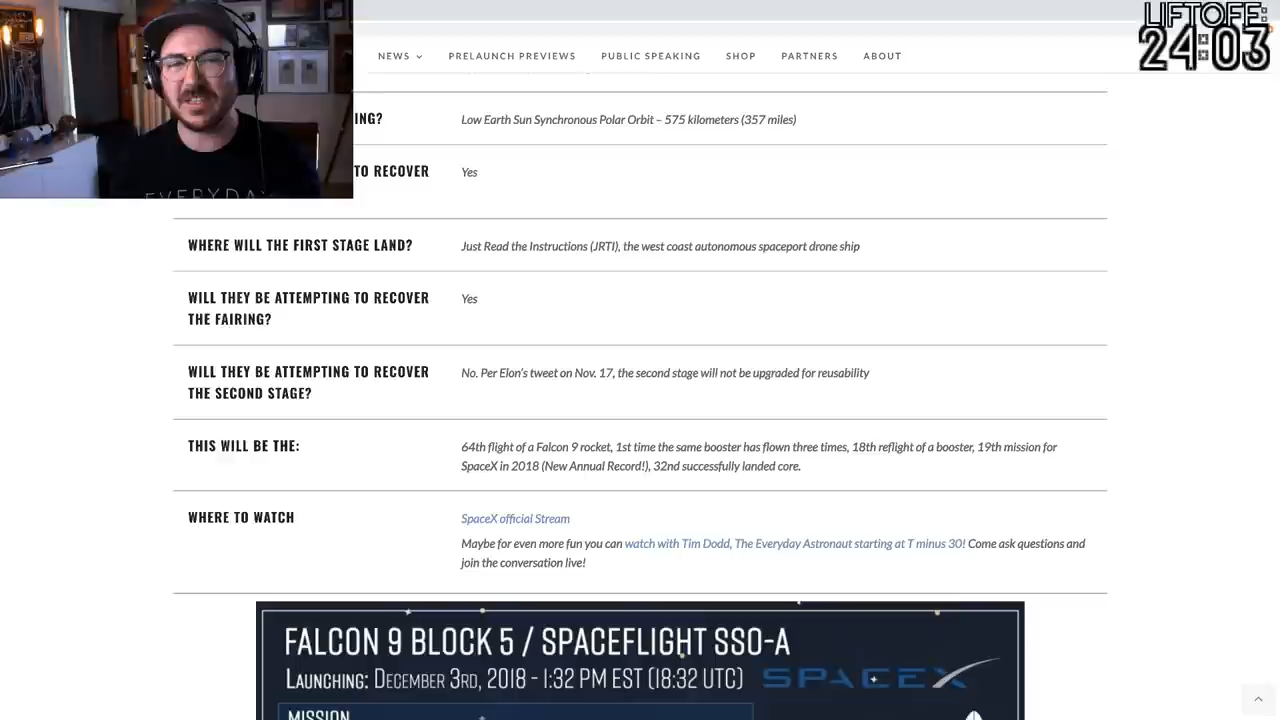 LIFTOFF:
24:03
NEWS
PRELAUNCH PREVIEWS
PUBLIC SPEAKING
SHOP
PARTNERS
ABOUT
ING?
Low Earth Sun Synchronous Polar Orbit – 575 kilometers (357 miles)
TO RECOVER
Yes
EVERYDAY
WHERE WILL THE FIRST STAGE LAND?
Just Read the Instructions (JRTI), the west coast autonomous spaceport drone ship
WILL THEY BE ATTEMPTING TO RECOVER
THE FAIRING?
Yes
WILL THEY BE ATTEMPTING TO RECOVER
THE SECOND STAGE?
No. Per Elon's tweet on Nov. 17, the second stage will not be upgraded for reusability
THIS WILL BE THE:
64th flight of a Falcon 9 rocket, 1st time the same booster has flown three times, 18th reflight of a booster, 19th mission for
SpaceX in 2018 (New Annual Record!), 32nd successfully landed core.
WHERE TO WATCH
SpaceX official Stream
Maybe for even more fun you can watch with Tim Dodd, The Everyday Astronaut starting at T minus 30! Come ask questions and
join the conversation live!
FALCON 9 BLOCK 5 / SPACEFLIGHT SSO-A
LAUNCHING: DECEMBER 3RD, 2018 - 1:32 PM EST (18:32 UTC)
SPACEX
MISSION